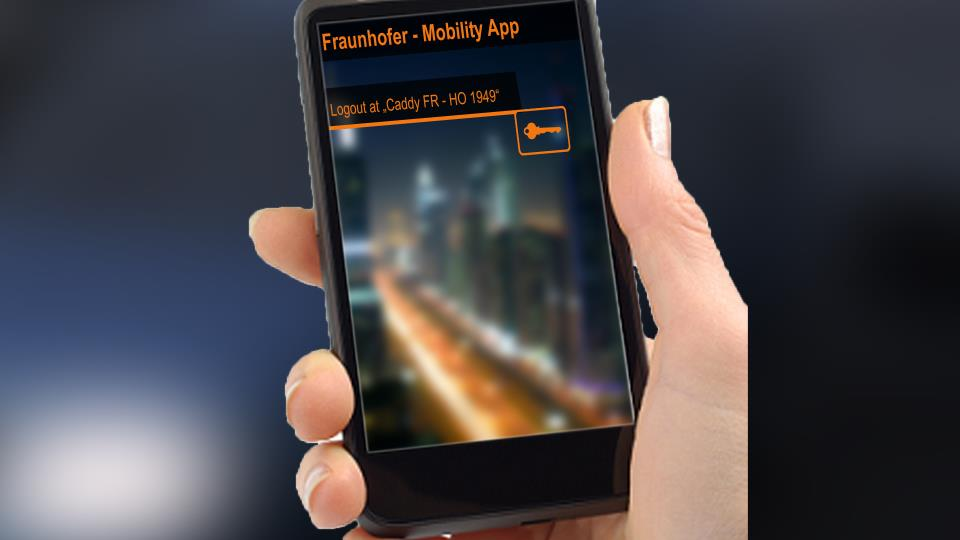 Fraunhofer - Mobility App
Logout at „Caddy FR - HO 1949“